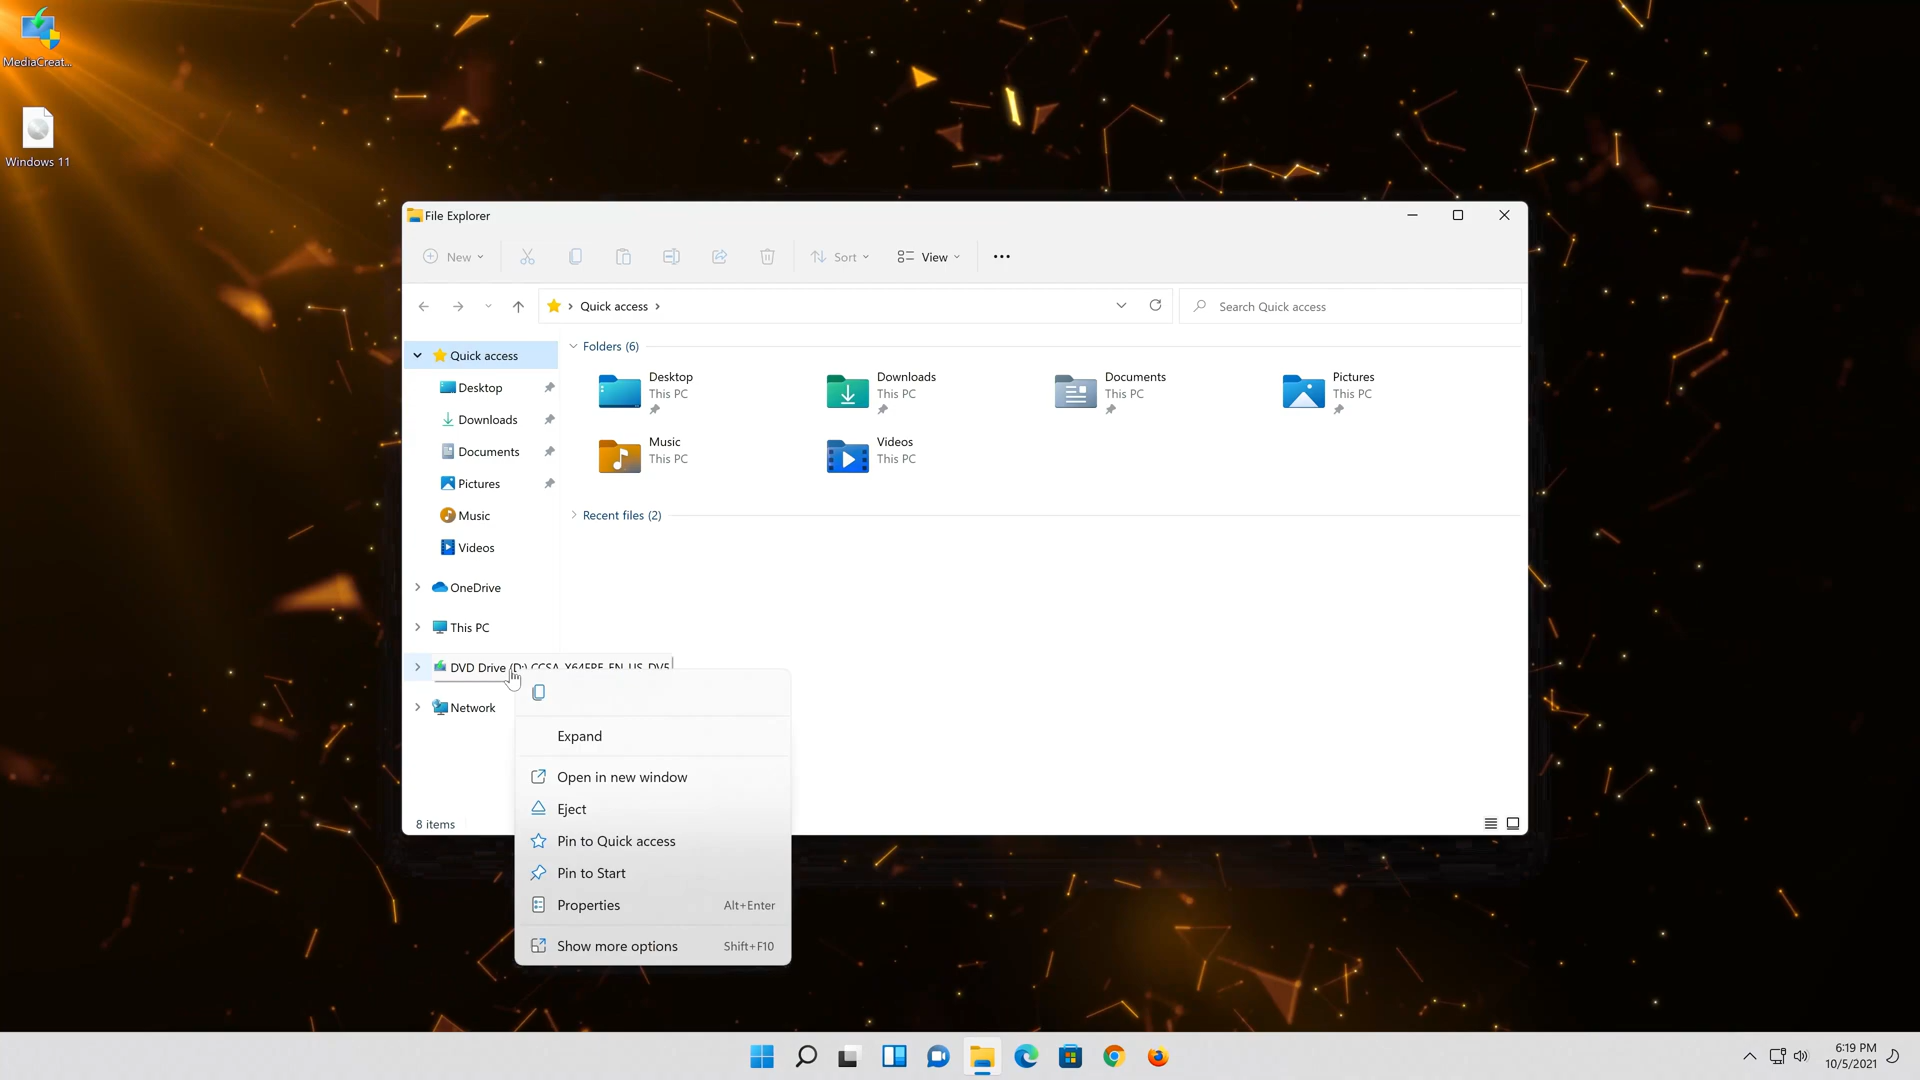 MediaCreat...
Windows 11
File Explorer
New
Sort
View
Quick access
Search Quick access
Quick access
Desktop
Downloads
Documents
Pictures
Music
Videos
OneDrive
This PC
DVD Drive (D:) CCSA_X64FRE_EN-US_DV5
Network
8 items
Folders (6)
Desktop
This PC
Downloads
This PC
Documents
This PC
Pictures
This PC
Music
This PC
Videos
This PC
Recent files (2)
Expand
Open in new window
Eject
Pin to Quick access
Pin to Start
Properties Alt+Enter
Show more options Shift+F10
6:19 PM
10/5/2021